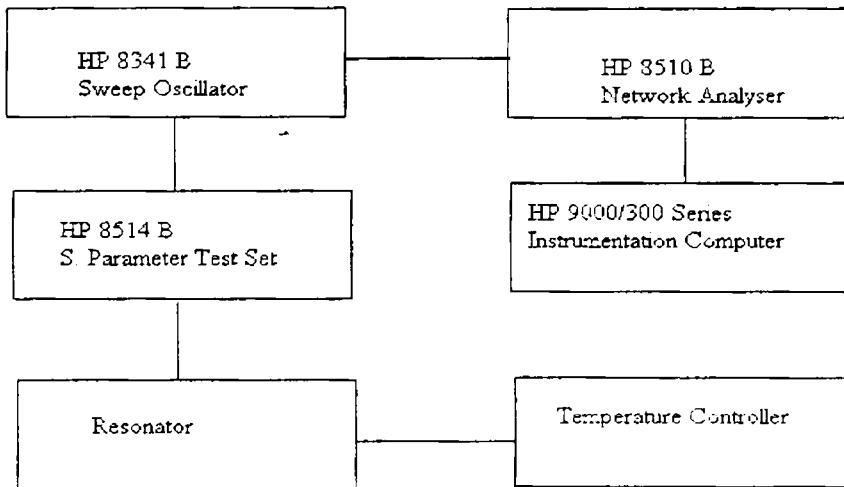 HP 8341 B
Sweep Oscillator
HP 8510 B
Network Analyser
HP 8514 B
S. Parameter Test Set
HP 9000/300 Series
Instrumentation Computer
Resonator
Temperature Controller